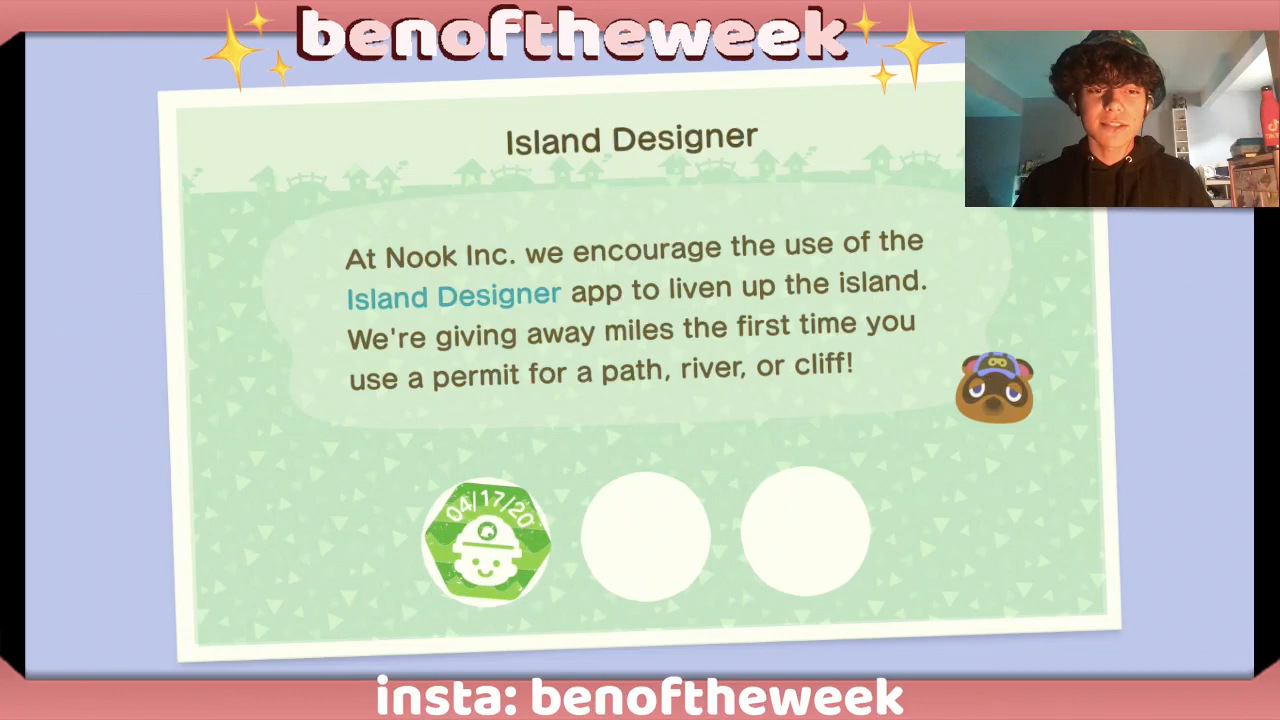 benoftheweek
Island Designer
At Nook Inc. we encourage the use of the
Island Designer app to liven up the island.
We're giving away miles the first time you
use a permit for a path, river, or cliff!
04/17/20
insta: benoftheweek